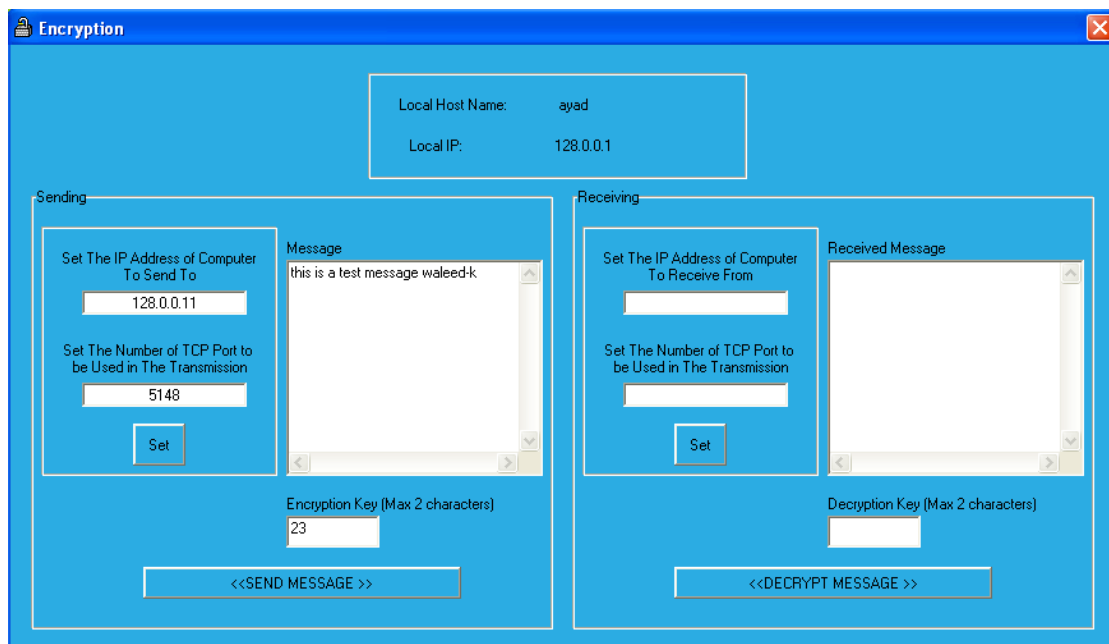 Encryption
Local Host Name: ayad
Local IP: 128.0.0.1
Sending
Set The IP Address of Computer
To Send To
128.0.0.11
Set The Number of TCP Port to
be Used in The Transmission
5148
Set
Message
this is a test message waleed-k
Encryption Key (Max 2 characters)
23
<<SEND MESSAGE >>
Receiving
Set The IP Address of Computer
To Receive From
Set The Number of TCP Port to
be Used in The Transmission
Set
Received Message
Decryption Key (Max 2 characters)
<<DECRYPT MESSAGE >>